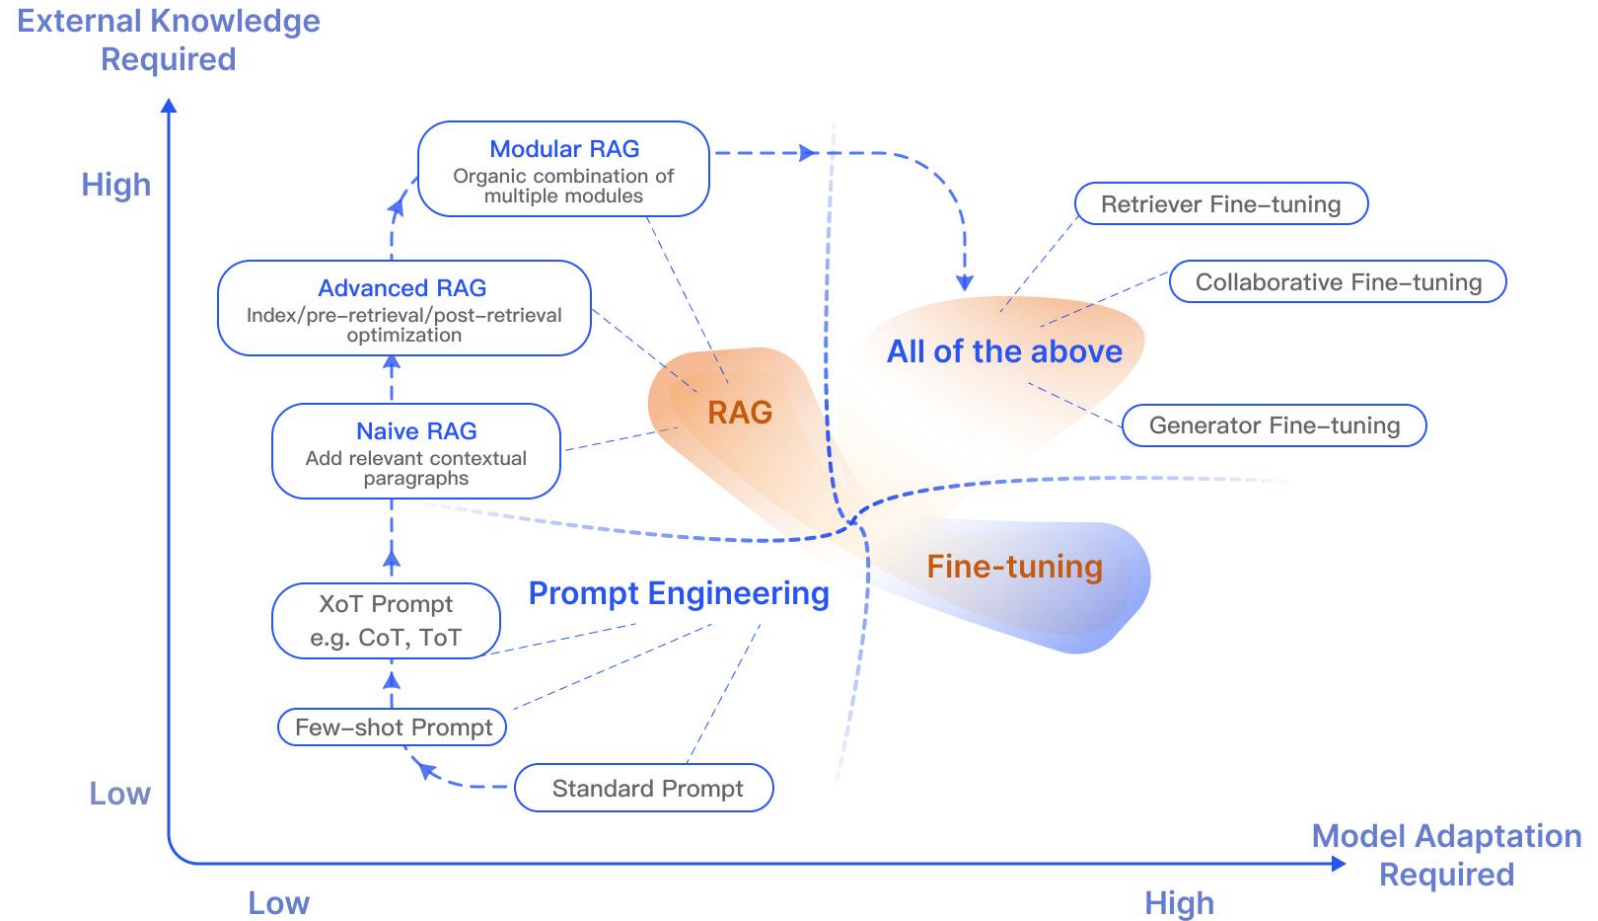 External Knowledge
Required
High
Modular RAG
Organic combination of
multiple modules
Retriever Fine-tuning
Advanced RAG
Index/pre-retrieval/post-retrieval
optimization
Collaborative Fine-tuning
All of the above
RAG
Naive RAG
Add relevant contextual
paragraphs
Generator Fine-tuning
Fine-tuning
Prompt Engineering
XoT Prompt
e.g. CoT, ToT
Few-shot Prompt
Standard Prompt
Low
Model Adaptation
Required
Low
High